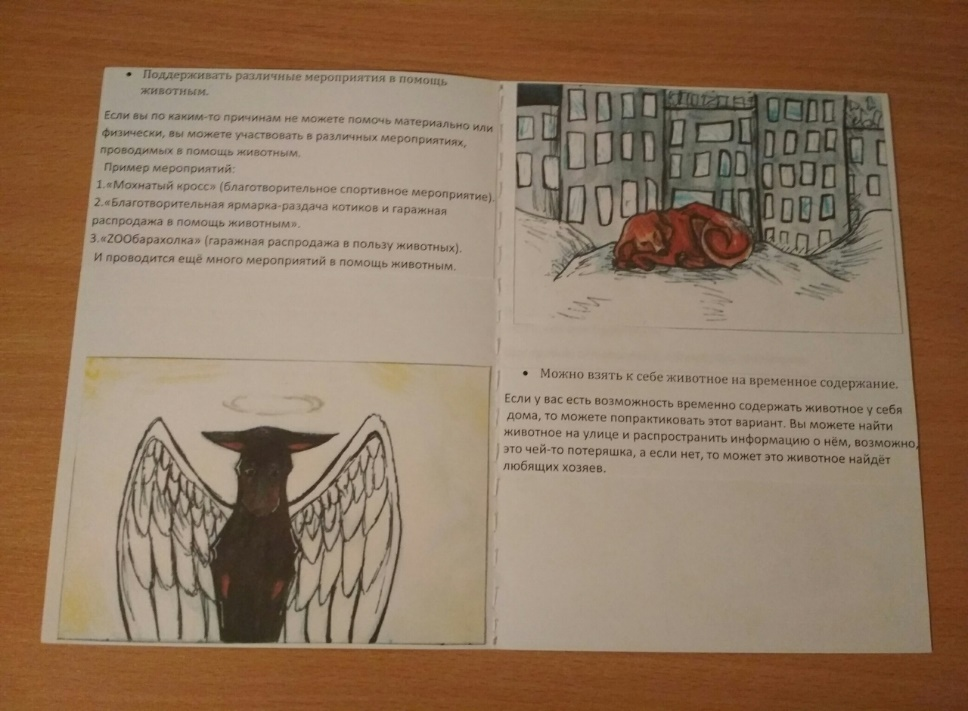 • Поддерживать различные мероприятия в помощь
животным.
Если вы по каким-то причинам не можете помочь материально или
физически, вы можете участвовать в различных мероприятиях,
проводимых в помощь животным.
Пример мероприятий:
1.«Мохнатый кросс» (благотворительное спортивное мероприятие).
2.«Благотворительная ярмарка-раздача котиков и гаражная
распродажа в помощь животным».
3.«ZOOбарахолка» (гаражная распродажа в пользу животных).
И проводится ещё много мероприятий в помощь животным.
• Можно взять к себе животное на временное содержание.
Если у вас есть возможность временно содержать животное у себя
дома, то можете попрактиковать этот вариант. Вы можете найти
животное на улице и распространить информацию о нём, возможно,
это чей-то потеряшка, а если нет, то может это животное найдёт
любящих хозяев.